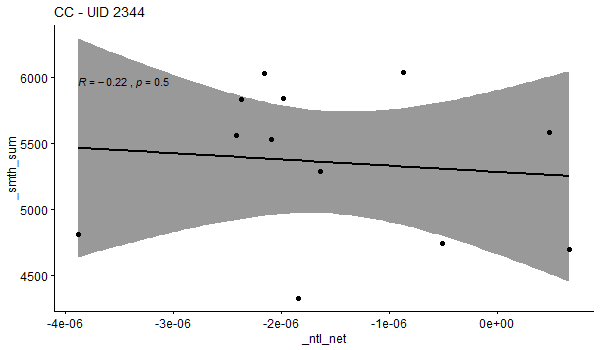 CC - UID 2344
R = − 0.22 , p = 0.5
6000
5500
5000
4500
_smth_sum
-4e-06 -3e-06 -2e-06 -1e-06 0e+00
_ntl_net